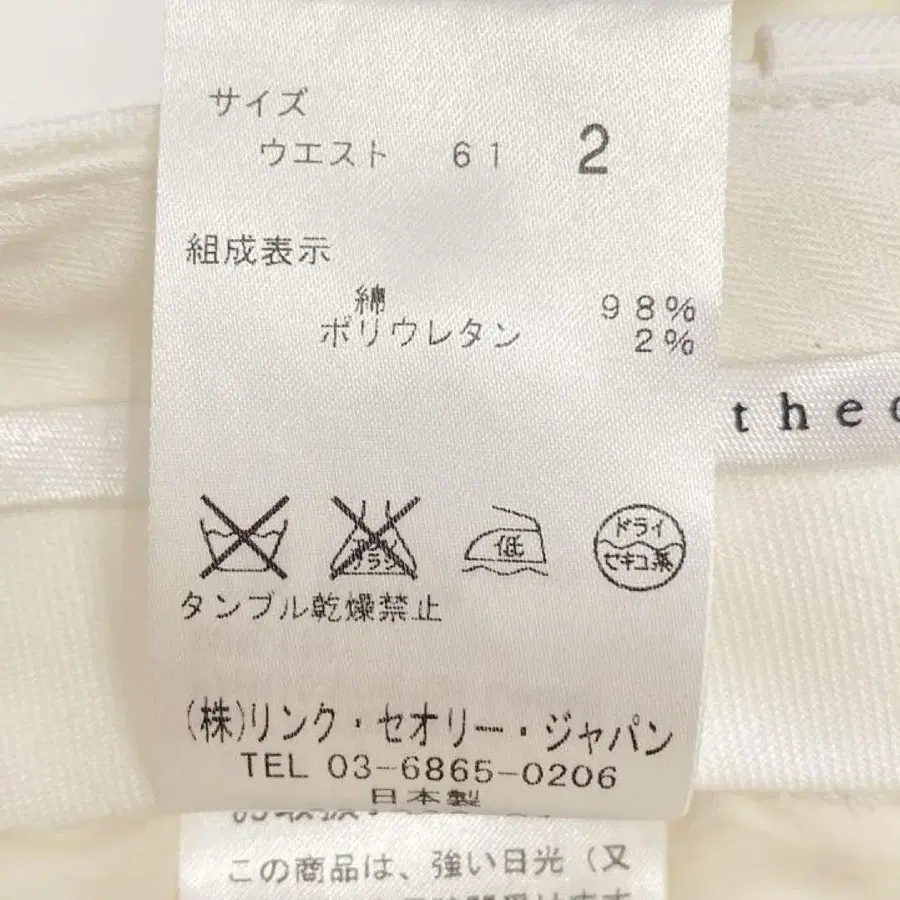 サイズ
ウエスト 61 2
組成表示
綿 98%
ポリウレタン 2%
theo
低
ドライ
セキユ系
タンブル乾燥禁止
(株)リンク・セオリー・ジャパン
TEL 03-6865-0206
日本製
この商品は、強い日光(又